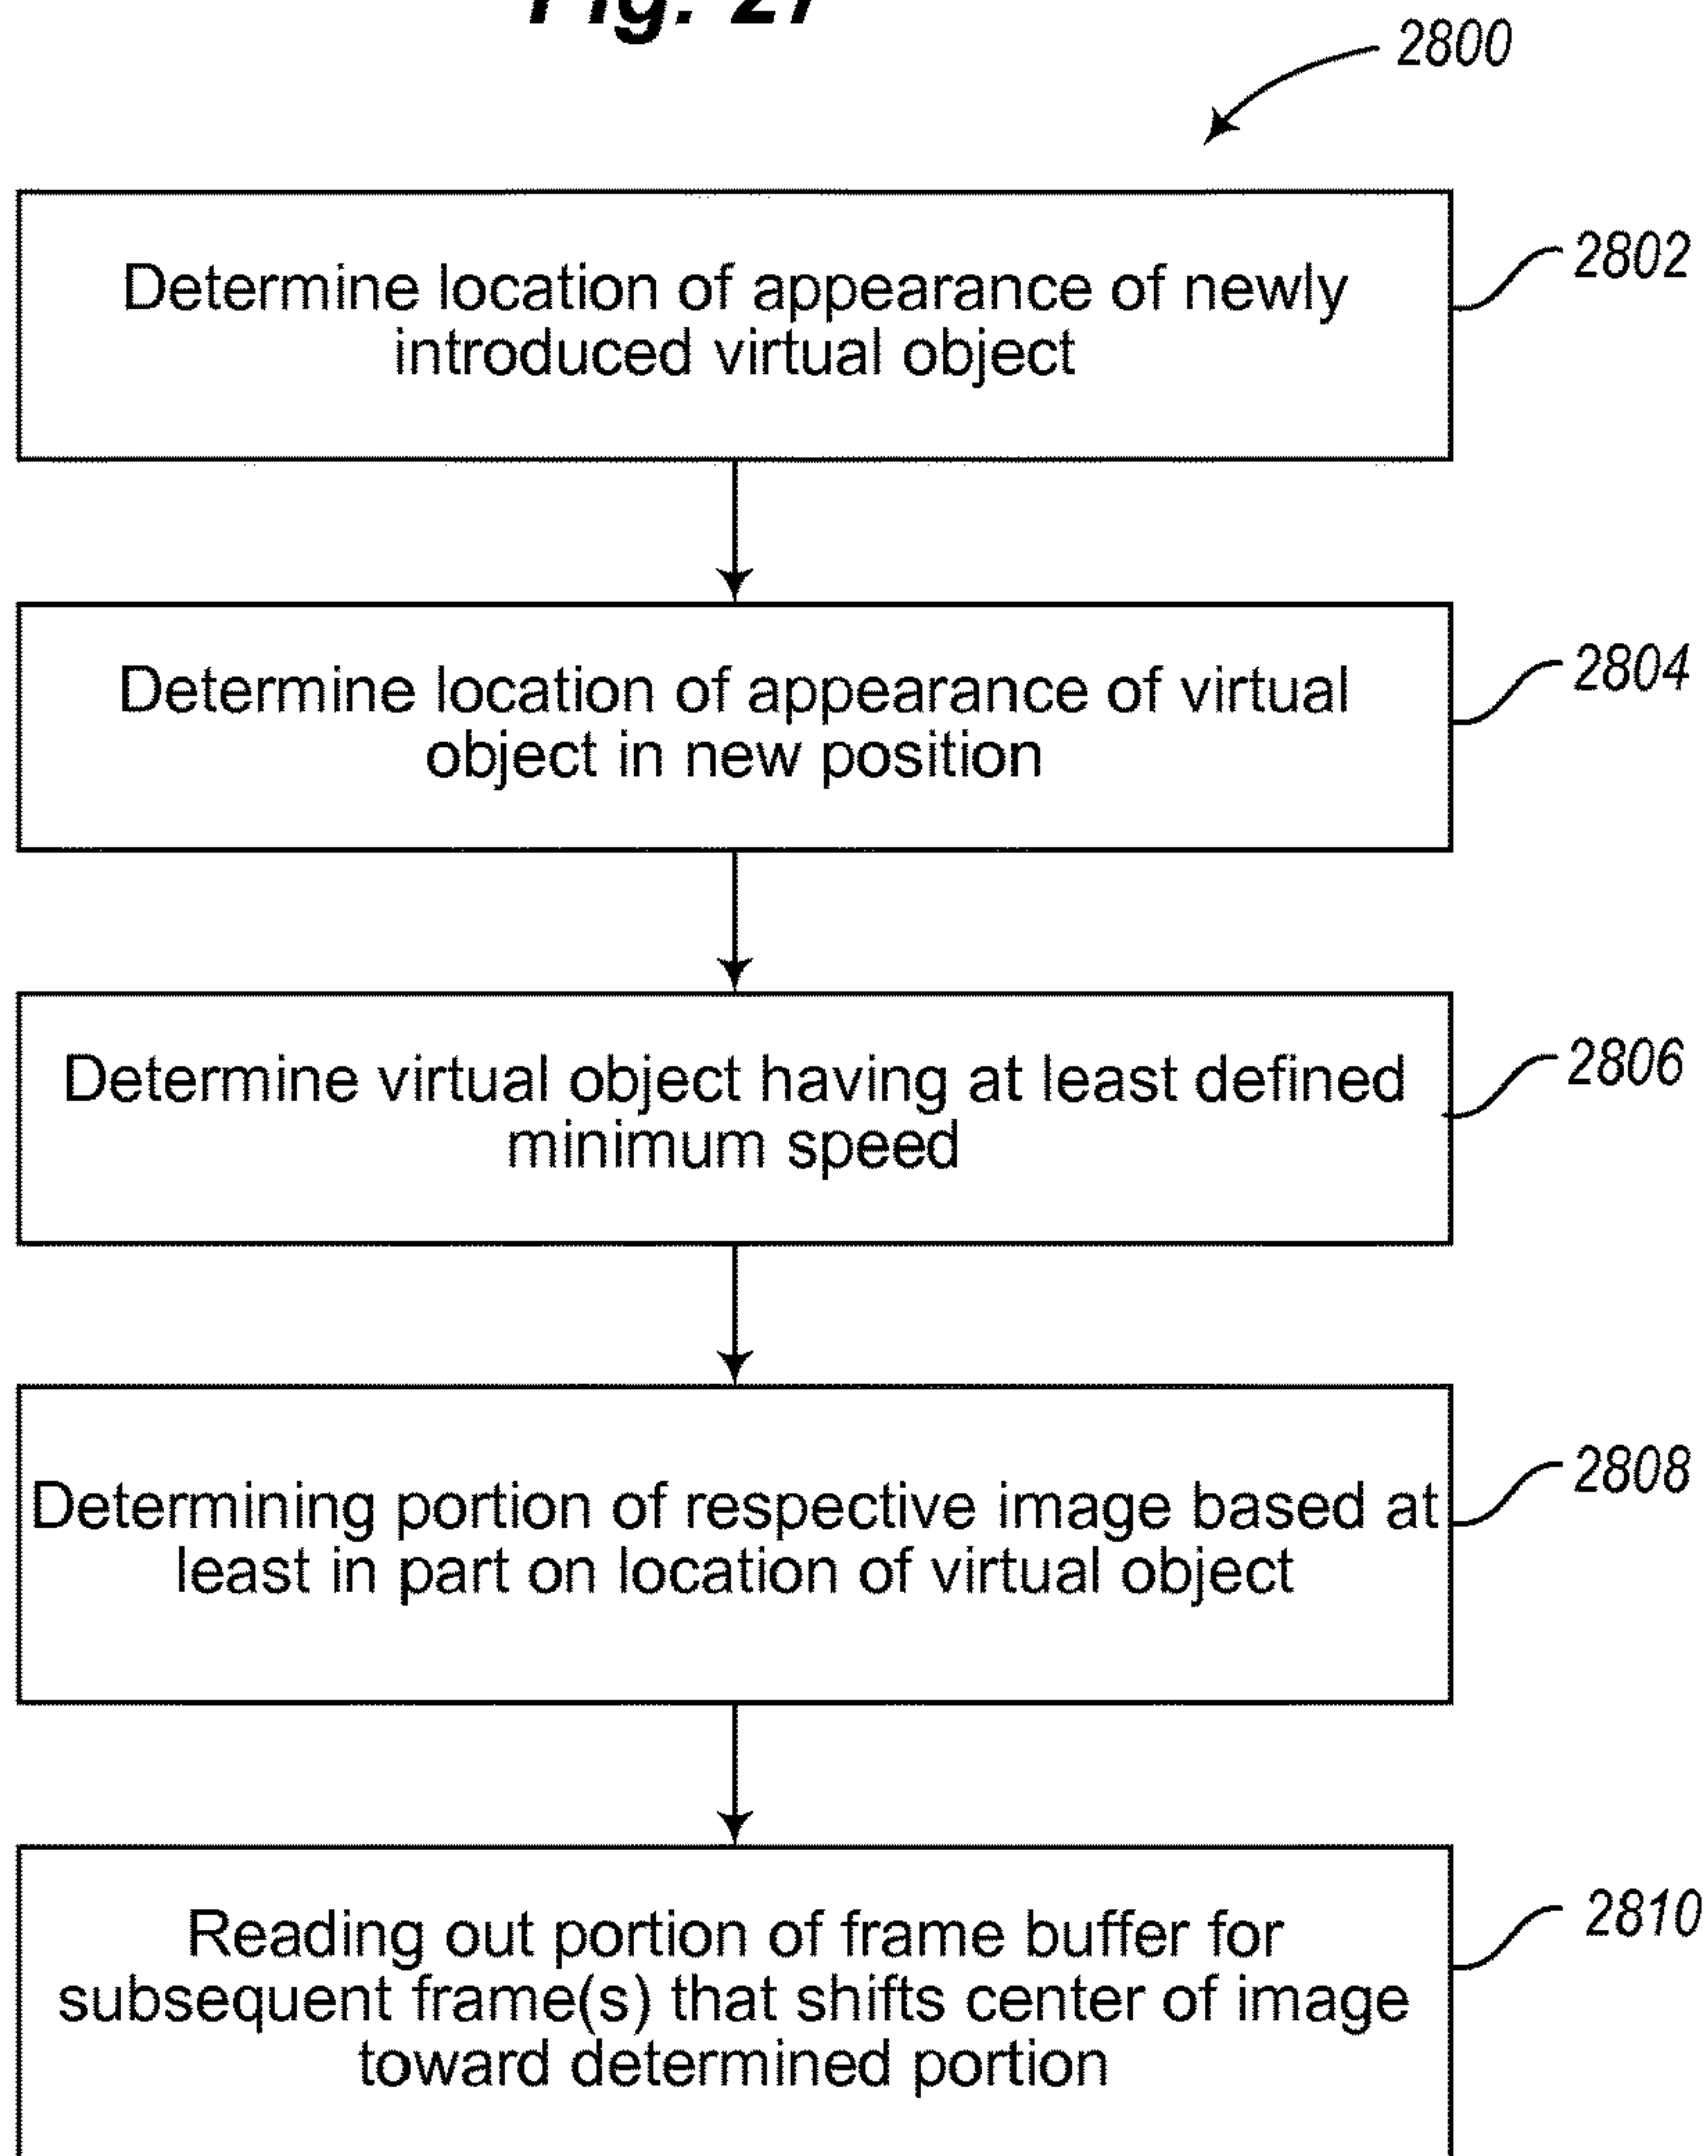 Fig. 27
2800
Determine location of appearance of newly
introduced virtual object
2802
Determine location of appearance of virtual
object in new position
2804
Determine virtual object having at least defined
minimum speed
2806
Determining portion of respective image based at
least in part on location of virtual object
2808
Reading out portion of frame buffer for
subsequent frame(s) that shifts center of image
toward determined portion
2810